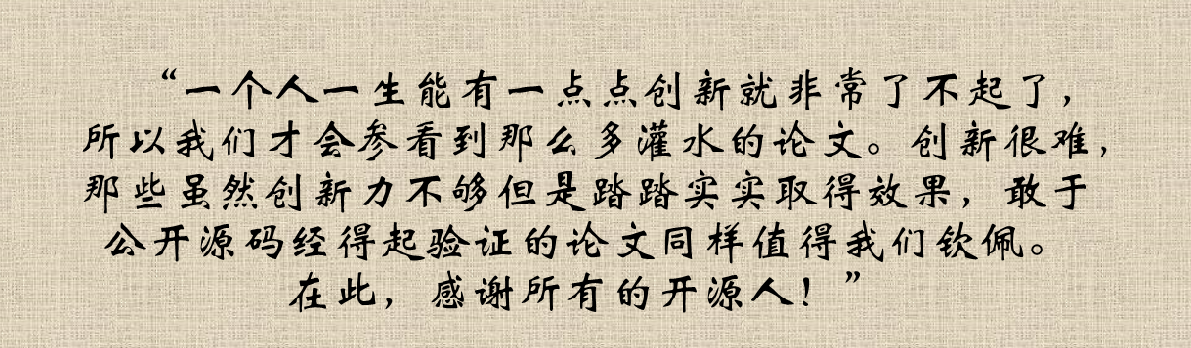 “一个人一生能有一点点创新就非常了不起了，
所以我们才会参看到那么多灌水的论文。创新很难，
那些虽然创新力不够但是踏踏实实取得效果，敢于
公开源码经得起验证的论文同样值得我们钦佩。
在此，感谢所有的开源人！”